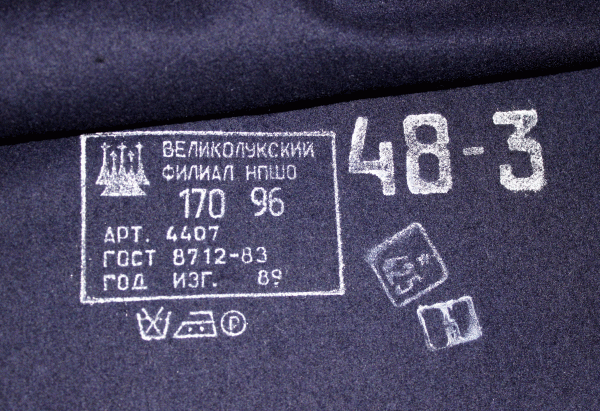 ВЕЛИКОЛУКСКИЙ
ФИЛИАЛ НПШО
170 96
АРТ. 4407
ГОСТ 8712-83
ГОД ИЗГ. 89
48-3
P